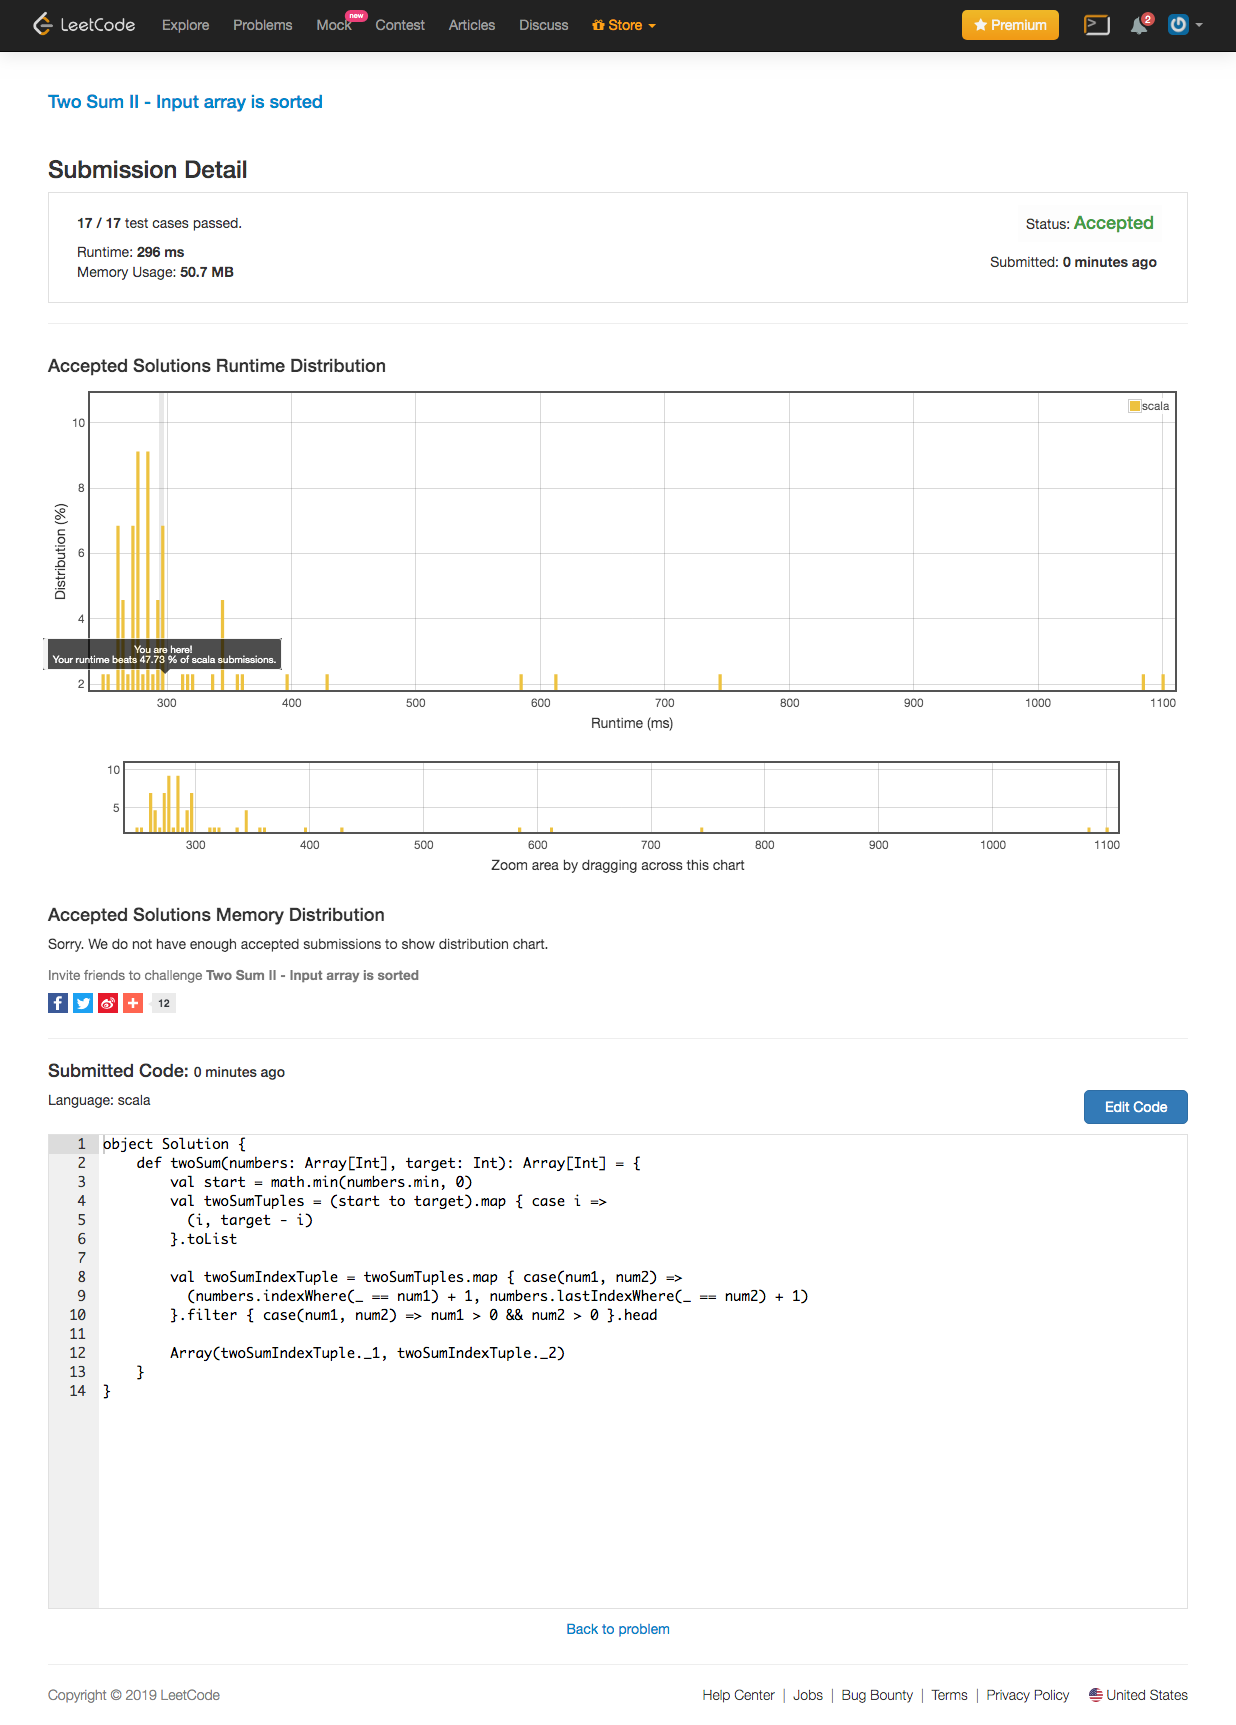 LeetCode Explore Problems Mock new Contest Articles Discuss Store Premium 2
Two Sum II - Input array is sorted
Submission Detail
17 / 17 test cases passed.
Status: Accepted
Runtime: 296 ms
Submitted: 0 minutes ago
Memory Usage: 50.7 MB
Accepted Solutions Runtime Distribution
scala
10
8
6
4
2
Distribution (%)
You are here!
Your runtime beats 47.73 % of scala submissions.
300 400 500 600 700 800 900 1000 1100
Runtime (ms)
10
5
300 400 500 600 700 800 900 1000 1100
Zoom area by dragging across this chart
Accepted Solutions Memory Distribution
Sorry. We do not have enough accepted submissions to show distribution chart.
Invite friends to challenge Two Sum II - Input array is sorted
12
Submitted Code: 0 minutes ago
Language: scala
Edit Code
1 object Solution {
2     def twoSum(numbers: Array[Int], target: Int): Array[Int] = {
3         val start = math.min(numbers.min, 0)
4         val twoSumTuples = (start to target).map { case i =>
5           (i, target - i)
6         }.toList
7
8         val twoSumIndexTuple = twoSumTuples.map { case(num1, num2) =>
9           (numbers.indexWhere(_ == num1) + 1, numbers.lastIndexWhere(_ == num2) + 1)
10         }.filter { case(num1, num2) => num1 > 0 && num2 > 0 }.head
11
12         Array(twoSumIndexTuple._1, twoSumIndexTuple._2)
13     }
14 }
Back to problem
Copyright © 2019 LeetCode
Help Center | Jobs | Bug Bounty | Terms | Privacy Policy United States